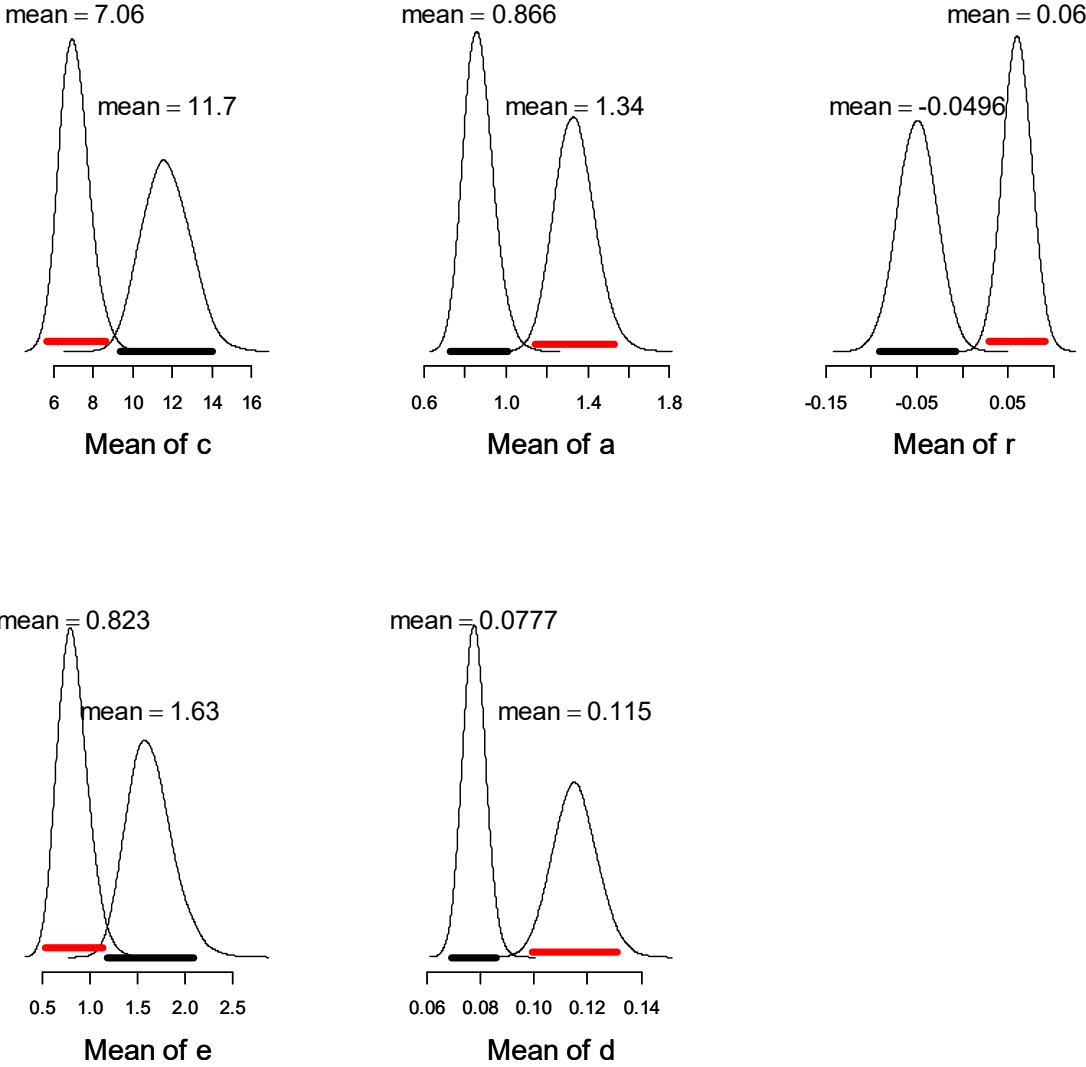 mean = 7.06
mean = 11.7
6 8 10 12 14 16
Mean of c
mean = 0.866
mean = 1.34
0.6 1.0 1.4 1.8
Mean of a
mean = 0.06
mean = -0.0496
-0.15 -0.05 0.05
Mean of r
mean = 0.823
mean = 1.63
0.5 1.0 1.5 2.0 2.5
Mean of e
mean = 0.0777
mean = 0.115
0.06 0.08 0.10 0.12 0.14
Mean of d